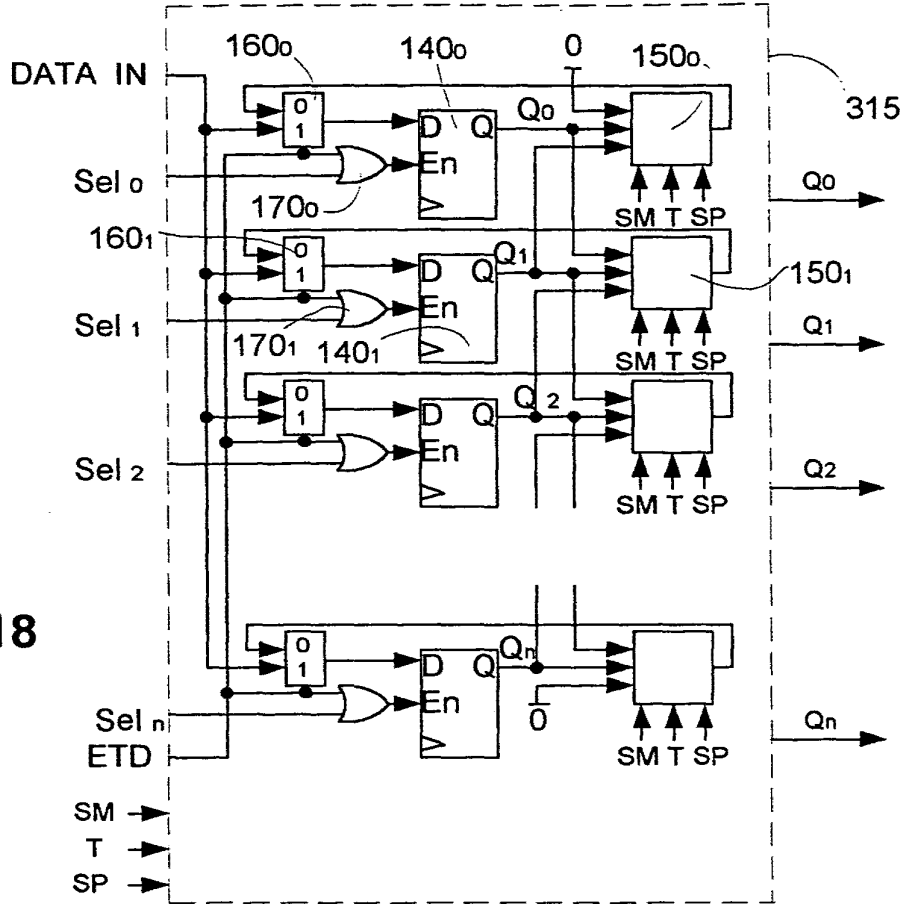 160₀
140₀
0
150₀
DATA IN
315
0
1
D
Q
Q₀
En
Sel ₀
170₀
SM T SP
Q₀
160₁
0
1
D
Q
Q₁
150₁
En
Sel ₁
170₁
140₁
SM T SP
Q₁
0
1
D
Q
Q ₂
En
Sel ₂
SM T SP
Q₂
18
0
1
D
Q
Qₙ
En
0
Sel ₙ
SM T SP
Qₙ
ETD
SM
T
SP